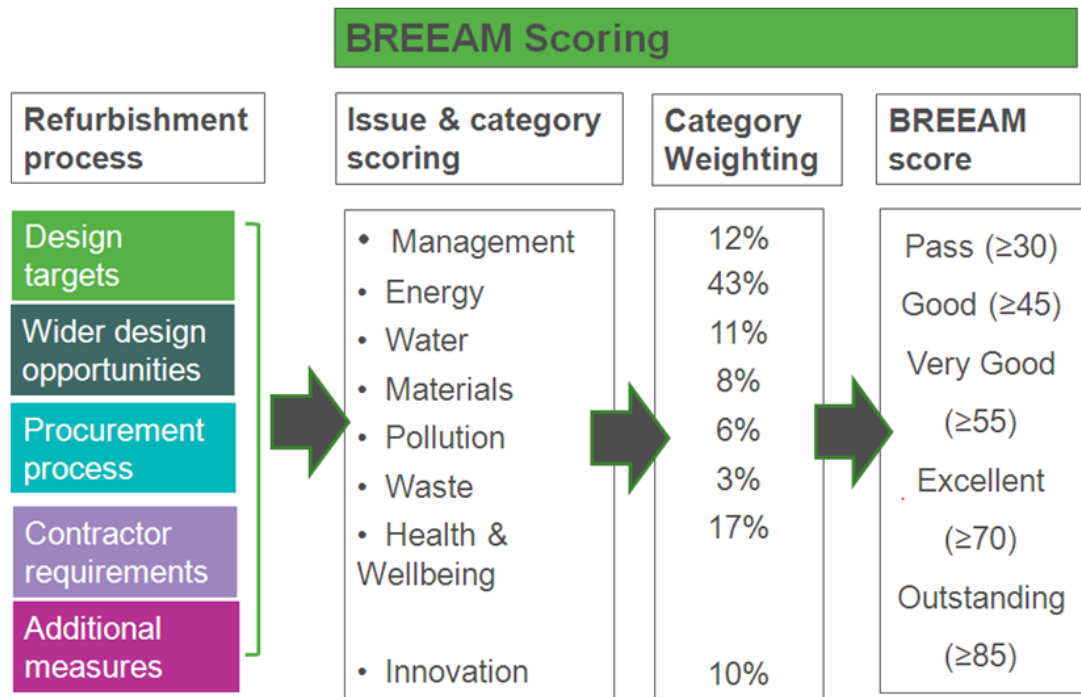 BREEAM Scoring
Refurbishment
process
Issue & category
scoring
Category
Weighting
BREEAM
score
Design
targets
Wider design
opportunities
Procurement
process
Contractor
requirements
Additional
measures
• Management
• Energy
• Water
• Materials
• Pollution
• Waste
• Health &
Wellbeing
• Innovation
12%
43%
11%
8%
6%
3%
17%
10%
Pass (≥30)
Good (≥45)
Very Good
(≥55)
Excellent
(≥70)
Outstanding
(≥85)